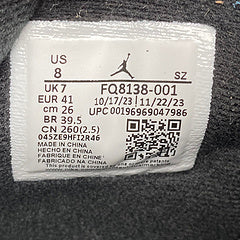 US
8
SZ
UK 7
FQ8138-001
EUR 41
10/17/23 11/22/23
cm 26
UPC 00196969047986
BR 39.5
CN 260(2.5)
045ZE9HFI2R46
MADE IN CHINA
HECHO EN CHINA
FABRIQUE EN CHINE